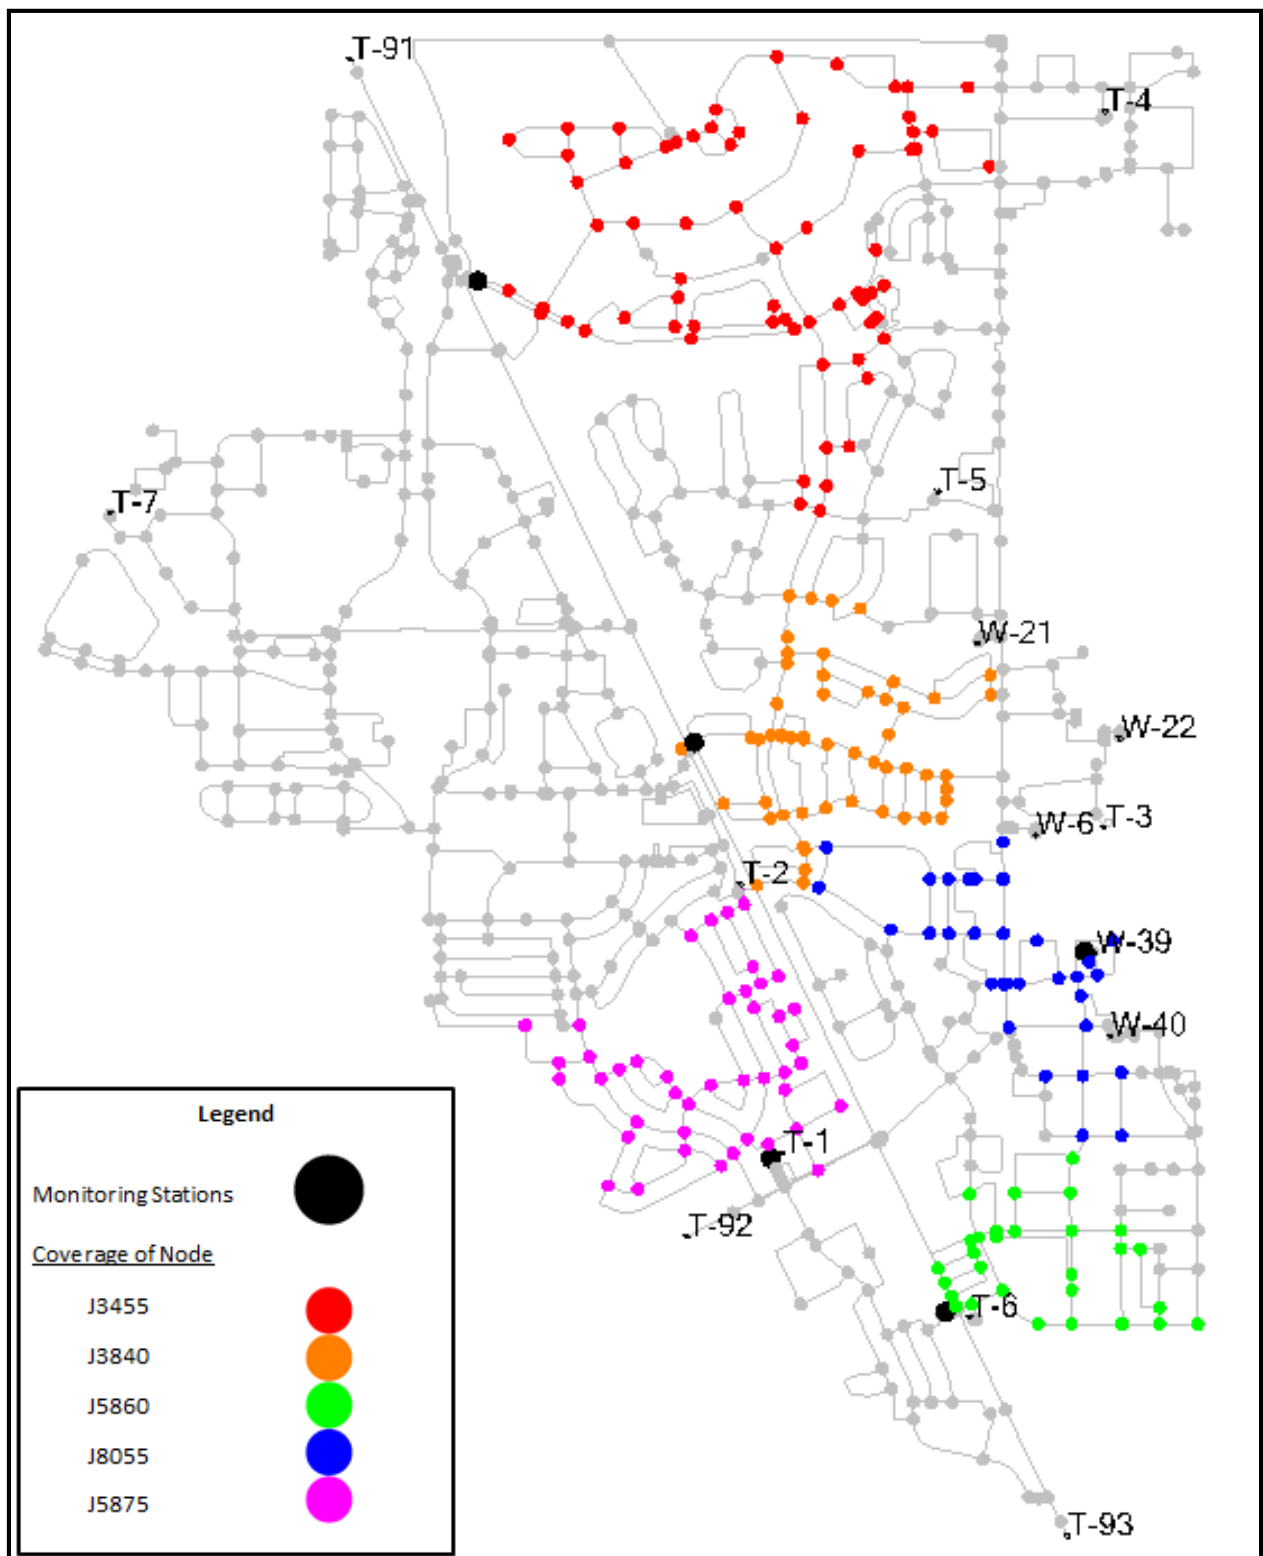 T-91
T-4
T-5
T-7
W-21
W-22
W-6
T-3
T-2
W-39
W-40
T-1
T-92
T-6
T-93
Legend
Monitoring Stations
Coverage of Node
J3455
J3840
J5860
J8055
J5875